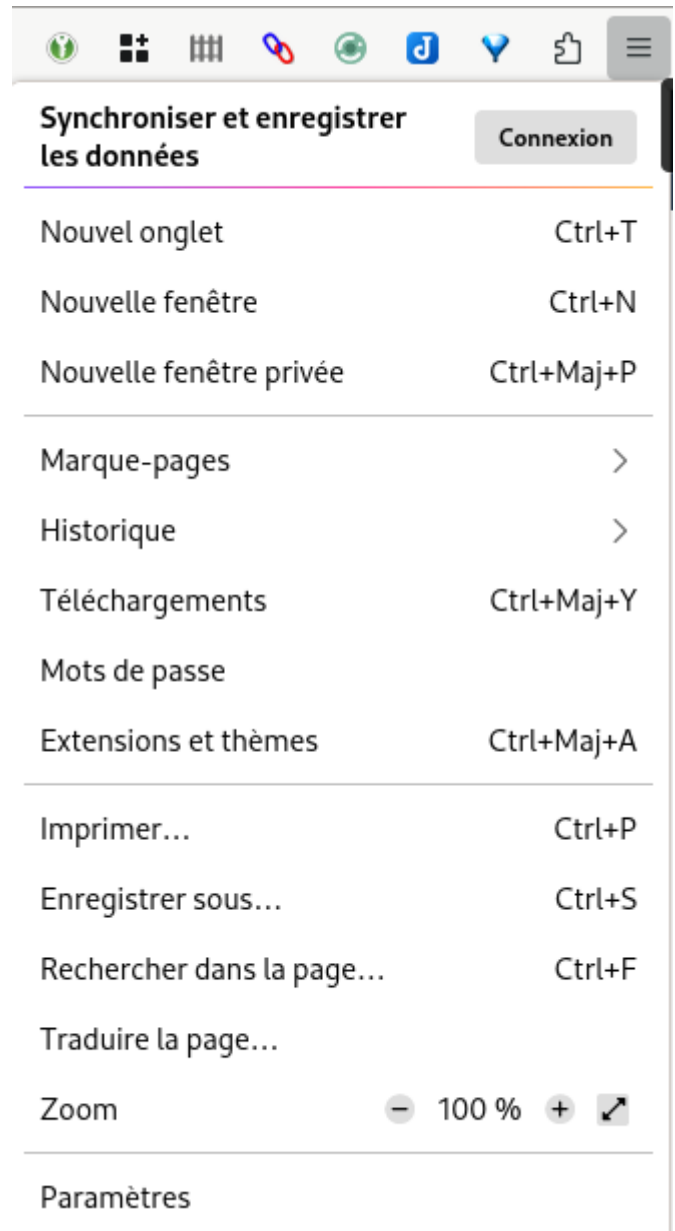 Synchroniser et enregistrer
les données
Connexion
Nouvel onglet Ctrl+T
Nouvelle fenêtre Ctrl+N
Nouvelle fenêtre privée Ctrl+Maj+P
Marque-pages
Historique
Téléchargements Ctrl+Maj+Y
Mots de passe
Extensions et thèmes Ctrl+Maj+A
Imprimer… Ctrl+P
Enregistrer sous… Ctrl+S
Rechercher dans la page… Ctrl+F
Traduire la page…
Zoom − 100 % +
Paramètres